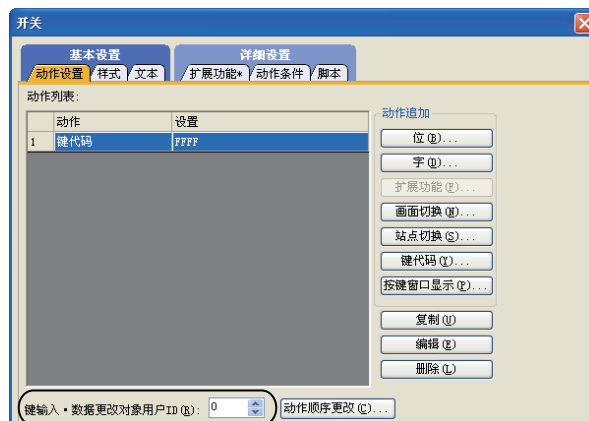 开关
基本设置 详细设置
动作设置 样式 文本 扩展功能* 动作条件 脚本
动作列表:
动作 设置
1 键代码 FFFF
动作追加
位(B)...
字(D)...
扩展功能(F)...
画面切换(N)...
站点切换(S)...
键代码(Y)...
按键窗口显示(P)...
复制(U)
编辑(E)
删除(L)
键输入·数据更改对象用户ID(R): 0 动作顺序更改(C)...